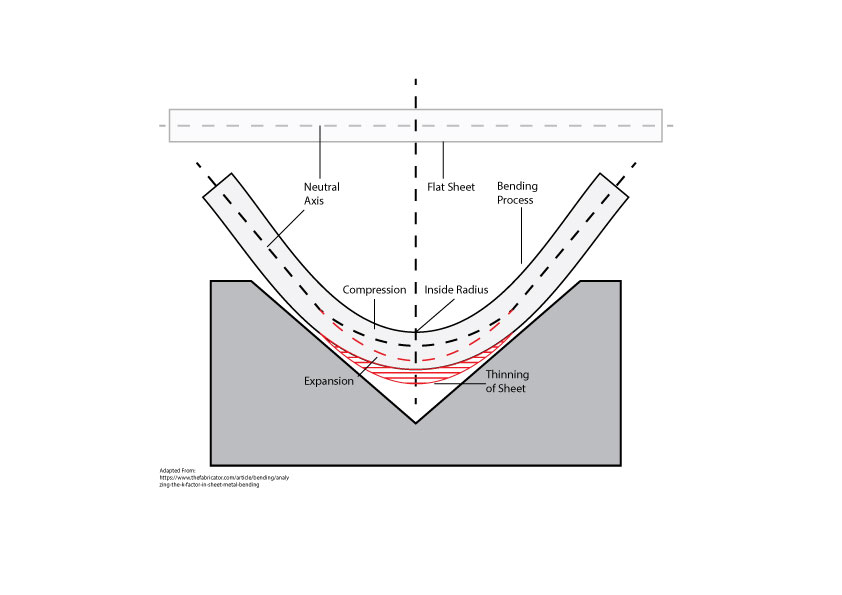 Neutral
Axis
Flat Sheet
Bending
Process
Compression
Inside Radius
Expansion
Thinning
of Sheet
Adapted From:
https://www.thefabricator.com/article/bending/analy
zing-the-k-factor-in-sheet-metal-bending